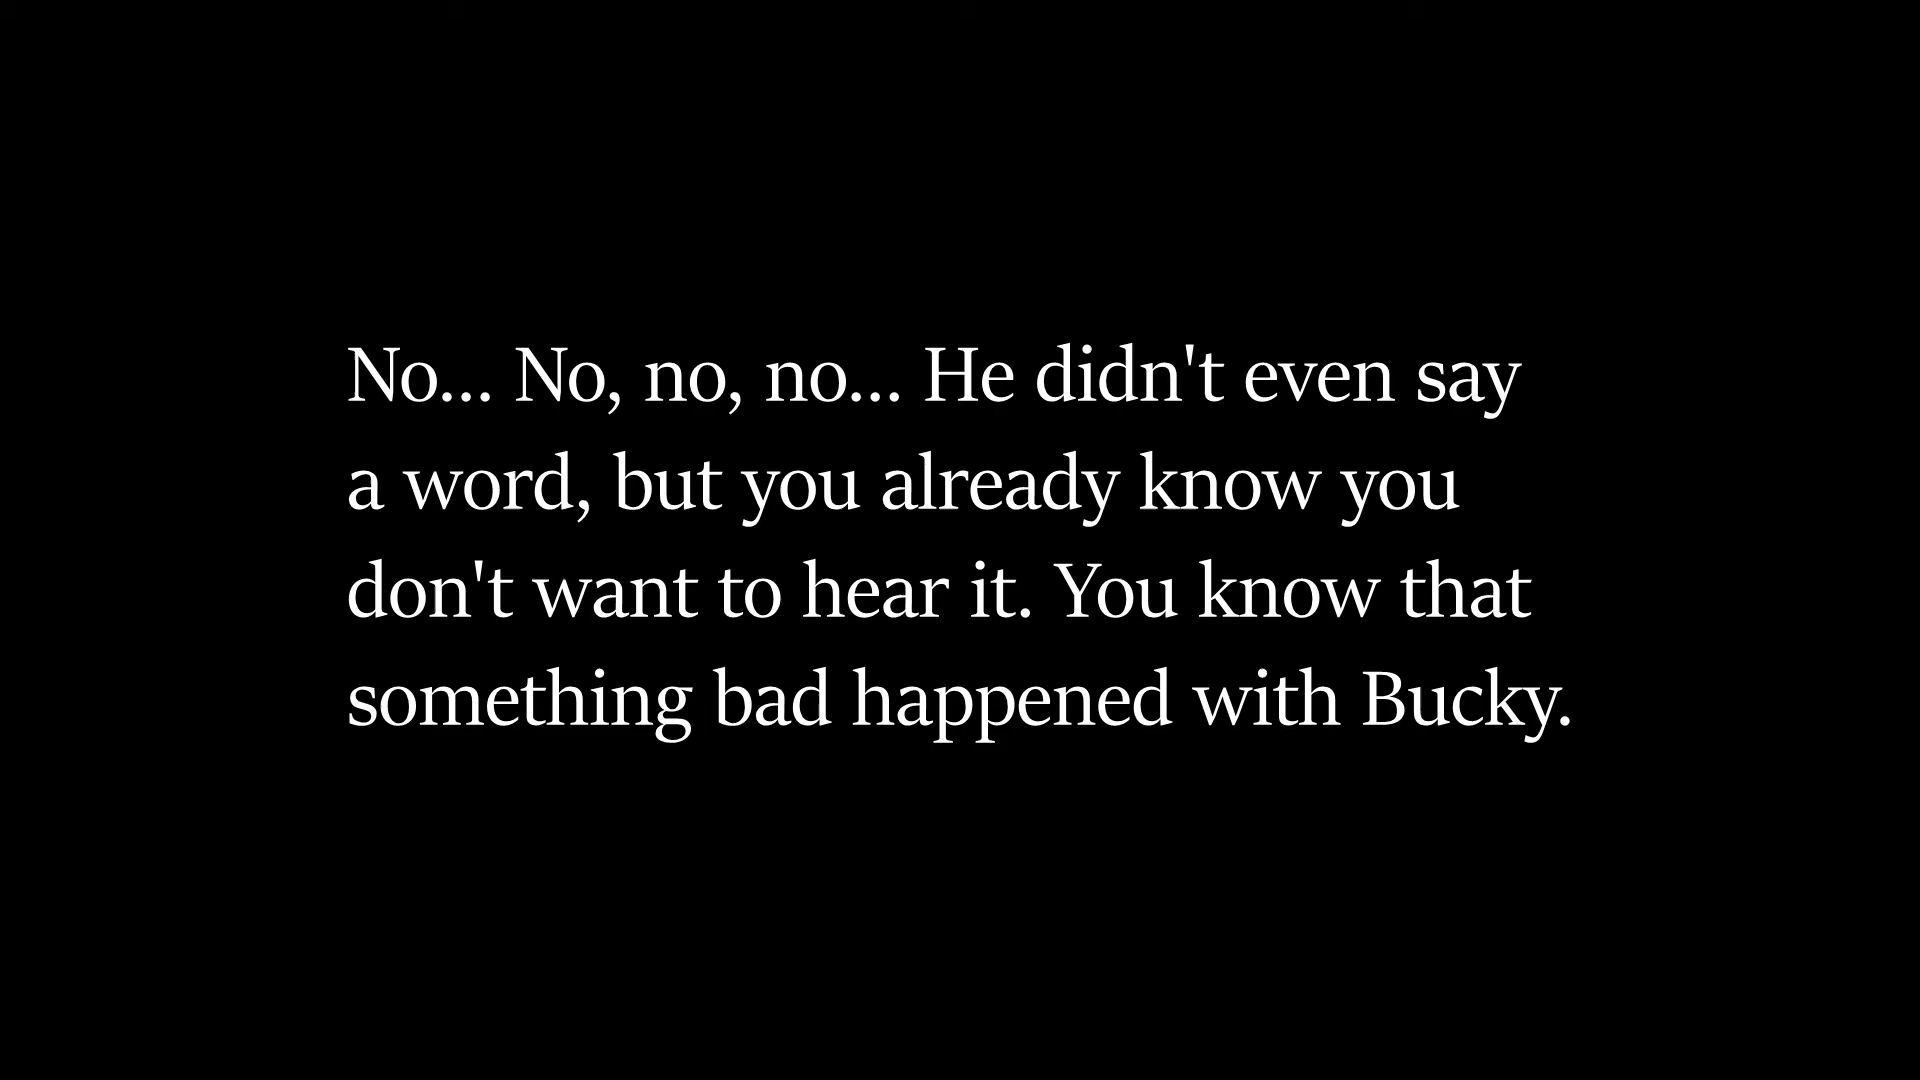 No... No, no, no... He didn't even say
a word, but you already know you
don't want to hear it. You know that
something bad happened with Bucky.